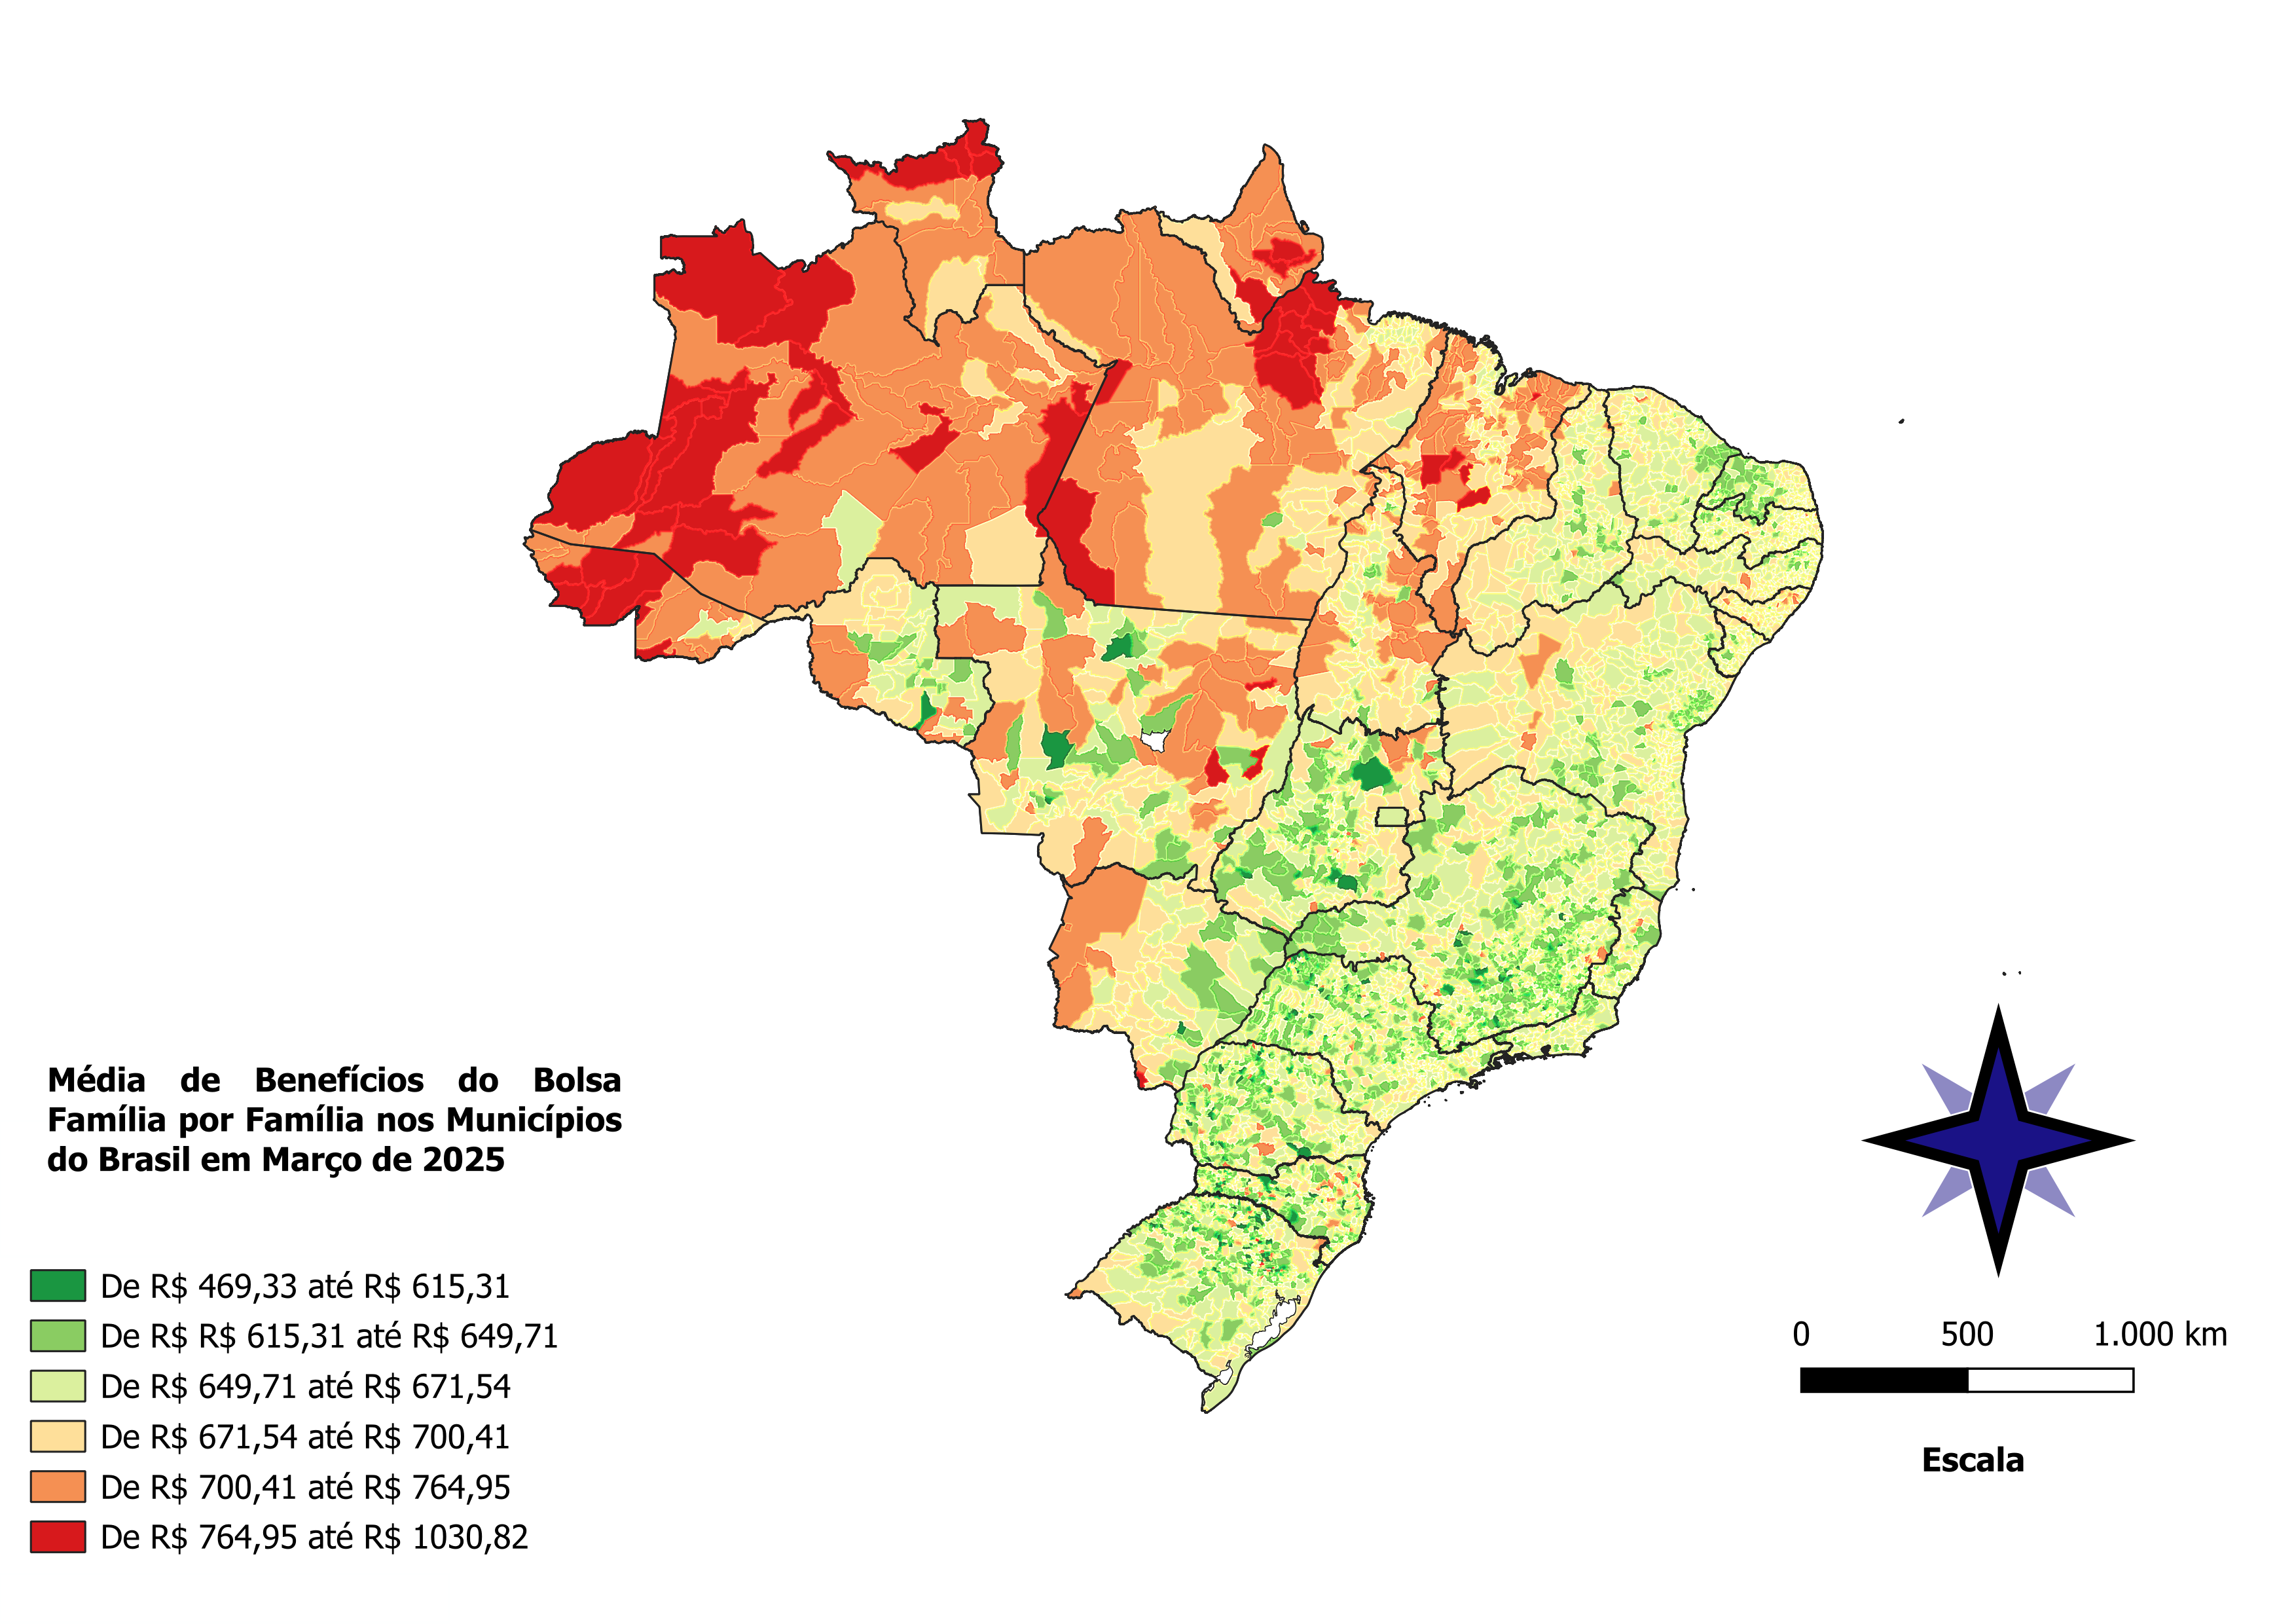 Média de Benefícios do Bolsa
Família por Família nos Municípios
do Brasil em Março de 2025
De R$ 469,33 até R$ 615,31
De R$ R$ 615,31 até R$ 649,71
De R$ 649,71 até R$ 671,54
De R$ 671,54 até R$ 700,41
De R$ 700,41 até R$ 764,95
De R$ 764,95 até R$ 1030,82
0 500 1.000 km
Escala